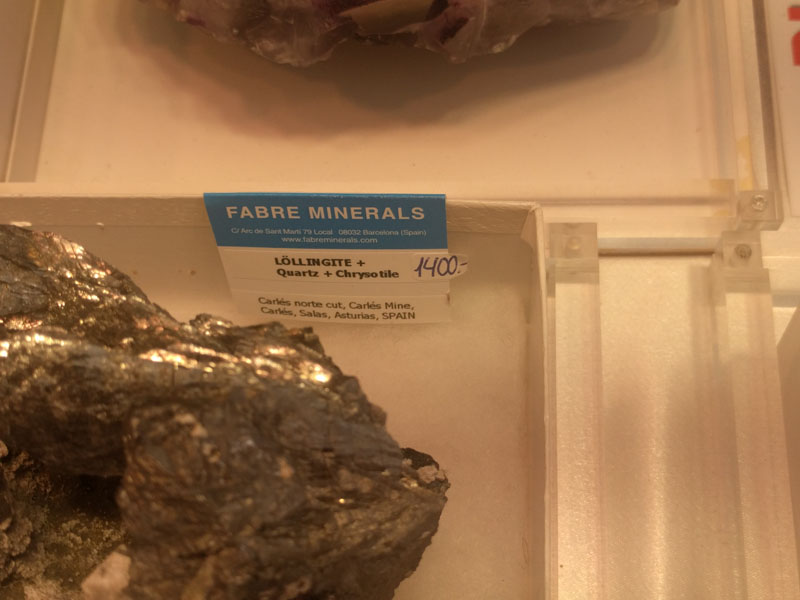 FABRE MINERALS
C/ Arc de Sant Martí 79 Local 08032 Barcelona (Spain)
www.fabreminerals.com
LÖLLINGITE +
Quartz + Chrysotile 1400.-
Carlés norte cut, Carlés Mine,
Carlés, Salas, Asturias, SPAIN